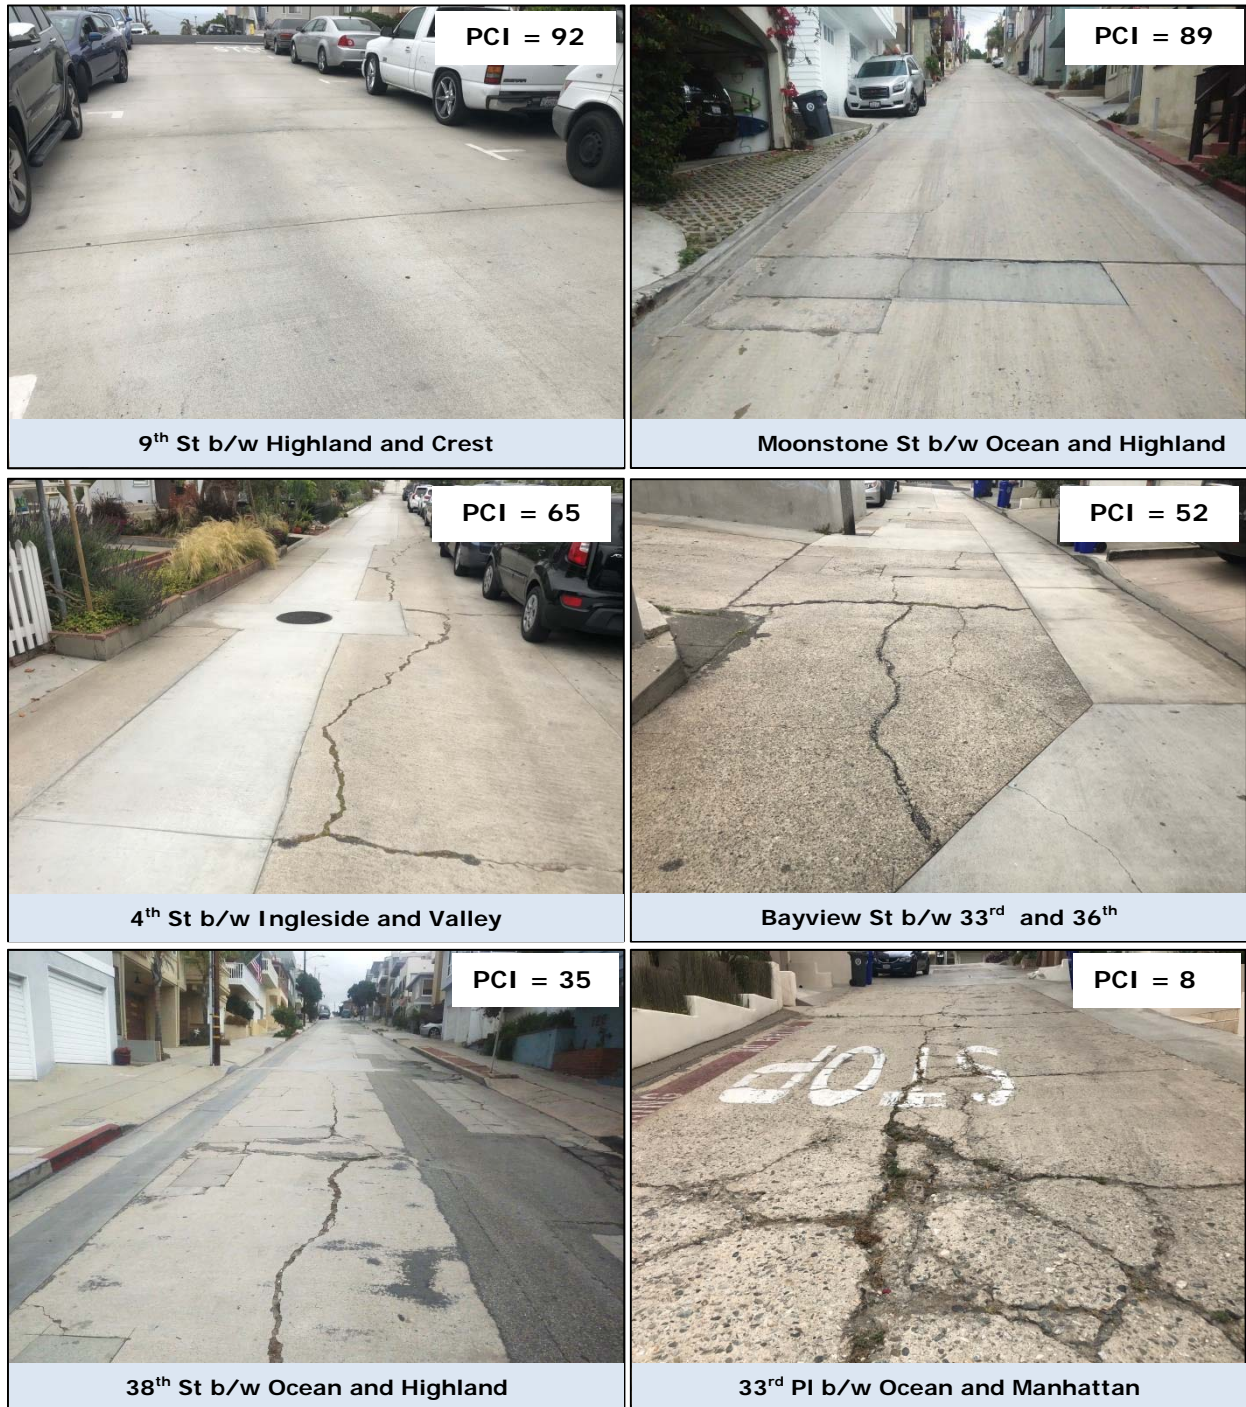 PCI = 92
STOP
9th St b/w Highland and Crest
PCI = 89
Moonstone St b/w Ocean and Highland
PCI = 65
4th St b/w Ingleside and Valley
PCI = 52
Bayview St b/w 33rd and 36th
PCI = 35
38th St b/w Ocean and Highland
PCI = 8
STOP
33rd Pl b/w Ocean and Manhattan